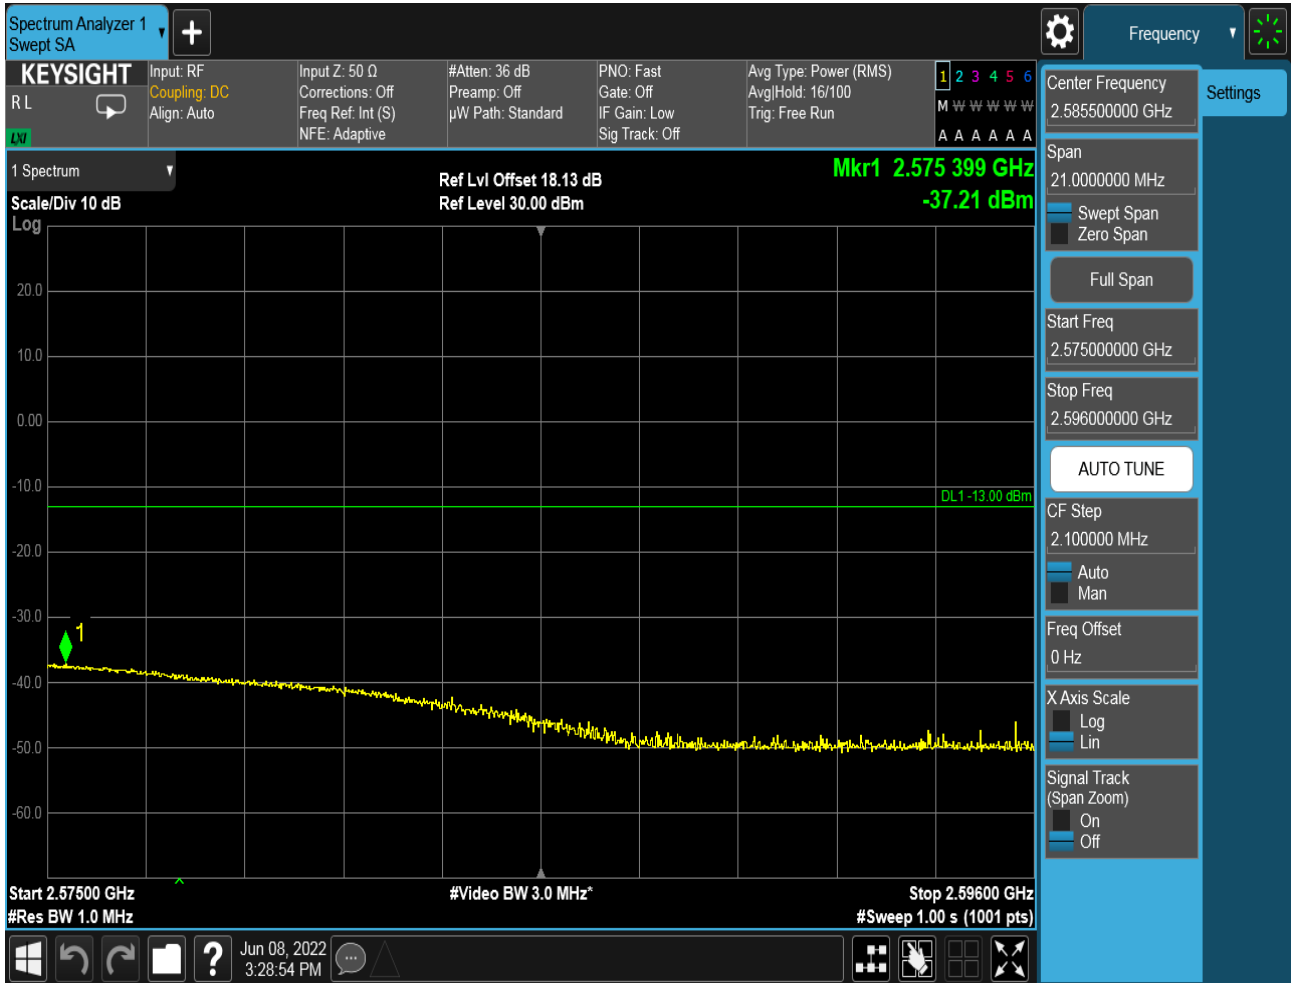 Spectrum Analyzer 1
Swept SA
Frequency
KEYSIGHT
R L
LXI
Input: RF
Coupling: DC
Align: Auto
Input Z: 50 Ω
Corrections: Off
Freq Ref: Int (S)
NFE: Adaptive
#Atten: 36 dB
Preamp: Off
µW Path: Standard
PNO: Fast
Gate: Off
IF Gain: Low
Sig Track: Off
Avg Type: Power (RMS)
Avg|Hold: 16/100
Trig: Free Run
1 2 3 4 5 6
M W W W W W
A A A A A A
1 Spectrum
Scale/Div 10 dB
Log
Ref Lvl Offset 18.13 dB
Ref Level 30.00 dBm
Mkr1 2.575 399 GHz
-37.21 dBm
20.0
10.0
0.00
-10.0
DL1 -13.00 dBm
-20.0
-30.0
1
-40.0
-50.0
-60.0
Start 2.57500 GHz
#Res BW 1.0 MHz
#Video BW 3.0 MHz*
Stop 2.59600 GHz
#Sweep 1.00 s (1001 pts)
Center Frequency
2.585500000 GHz
Settings
Span
21.0000000 MHz
Swept Span
Zero Span
Full Span
Start Freq
2.575000000 GHz
Stop Freq
2.596000000 GHz
AUTO TUNE
CF Step
2.100000 MHz
Auto
Man
Freq Offset
0 Hz
X Axis Scale
Log
Lin
Signal Track
(Span Zoom)
On
Off
?
Jun 08, 2022
3:28:54 PM